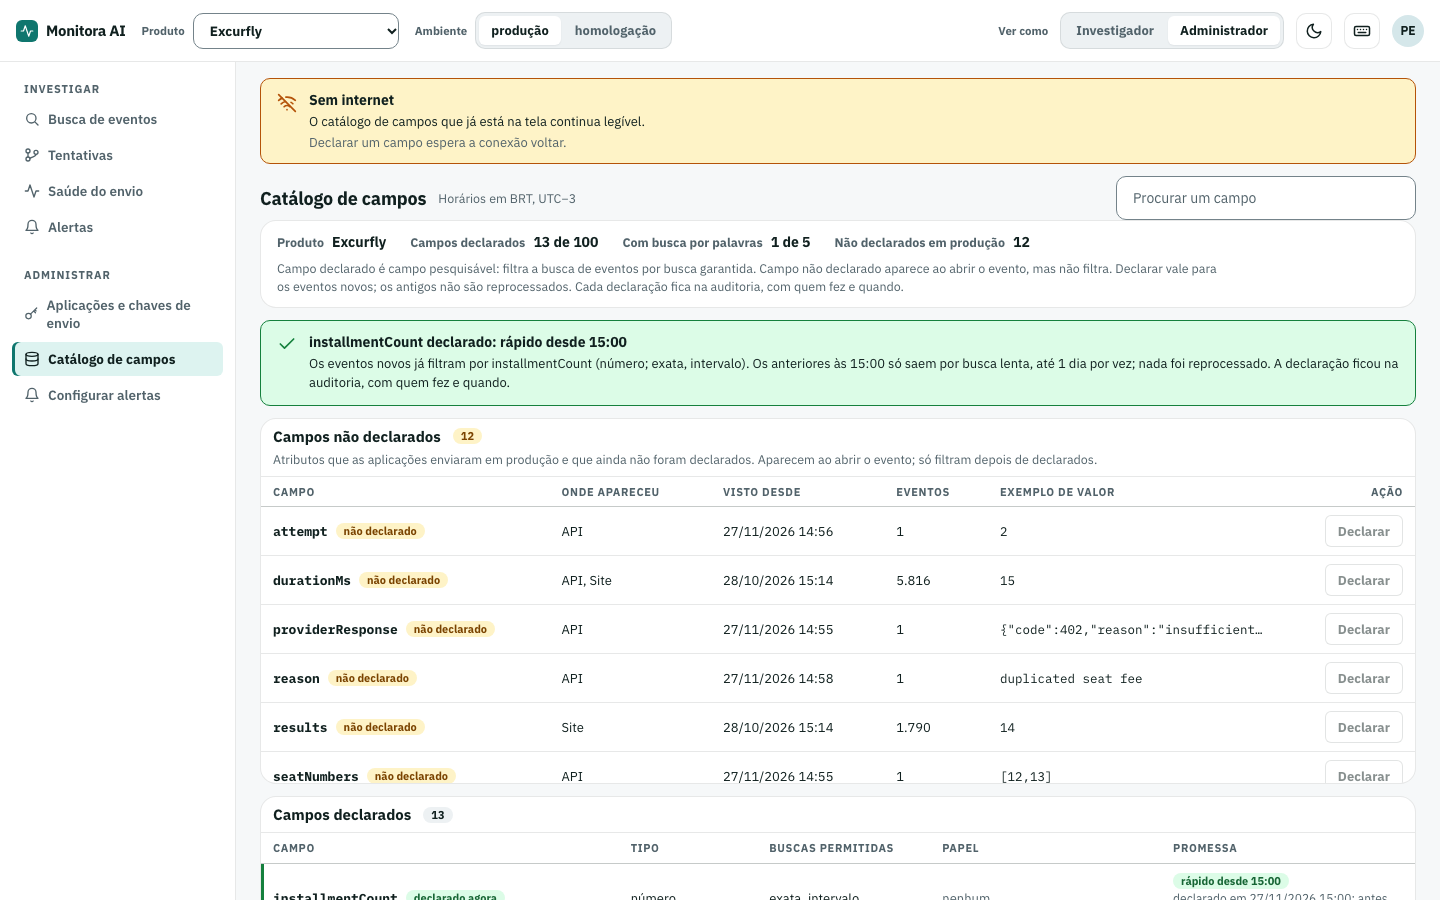 Monitora AI
Produto
Excurfly
Ambiente
produção
homologação
Ver como
Investigador
Administrador
PE
INVESTIGAR
Busca de eventos
Tentativas
Saúde do envio
Alertas
ADMINISTRAR
Aplicações e chaves de
envio
Catálogo de campos
Configurar alertas
Sem internet
O catálogo de campos que já está na tela continua legível.
Declarar um campo espera a conexão voltar.
Catálogo de campos
Horários em BRT, UTC−3
Procurar um campo
Produto Excurfly Campos declarados 13 de 100 Com busca por palavras 1 de 5 Não declarados em produção 12
Campo declarado é campo pesquisável: filtra a busca de eventos por busca garantida. Campo não declarado aparece ao abrir o evento, mas não filtra. Declarar vale para
os eventos novos; os antigos não são reprocessados. Cada declaração fica na auditoria, com quem fez e quando.
installmentCount declarado: rápido desde 15:00
Os eventos novos já filtram por installmentCount (número; exata, intervalo). Os anteriores às 15:00 só saem por busca lenta, até 1 dia por vez; nada foi reprocessado. A declaração ficou na
auditoria, com quem fez e quando.
Campos não declarados 12
Atributos que as aplicações enviaram em produção e que ainda não foram declarados. Aparecem ao abrir o evento; só filtram depois de declarados.
CAMPO ONDE APARECEU VISTO DESDE EVENTOS EXEMPLO DE VALOR AÇÃO
attempt não declarado API 27/11/2026 14:56 1 2 Declarar
durationMs não declarado API, Site 28/10/2026 15:14 5.816 15 Declarar
providerResponse não declarado API 27/11/2026 14:55 1 {"code":402,"reason":"insufficient… Declarar
reason não declarado API 27/11/2026 14:58 1 duplicated seat fee Declarar
results não declarado Site 28/10/2026 15:14 1.790 14 Declarar
seatNumbers não declarado API 27/11/2026 14:55 1 [12,13] Declarar
Campos declarados 13
CAMPO TIPO BUSCAS PERMITIDAS PAPEL PROMESSA
rápido desde 15:00
installmentCount declarado agora número exata, intervalo nenhum declarado em 27/11/2026 15:00; antes